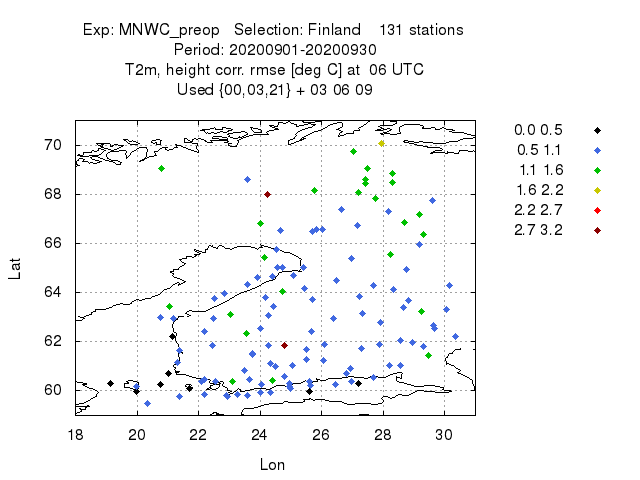 Exp: MNWC_preop Selection: Finland 131 stations
Period: 20200901-20200930
T2m, height corr. rmse [deg C] at 06 UTC
Used {00,03,21} + 03 06 09
0.0 0.5
0.5 1.1
1.1 1.6
1.6 2.2
2.2 2.7
2.7 3.2
70
68
66
64
62
60
Lat
18 20 22 24 26 28 30
Lon